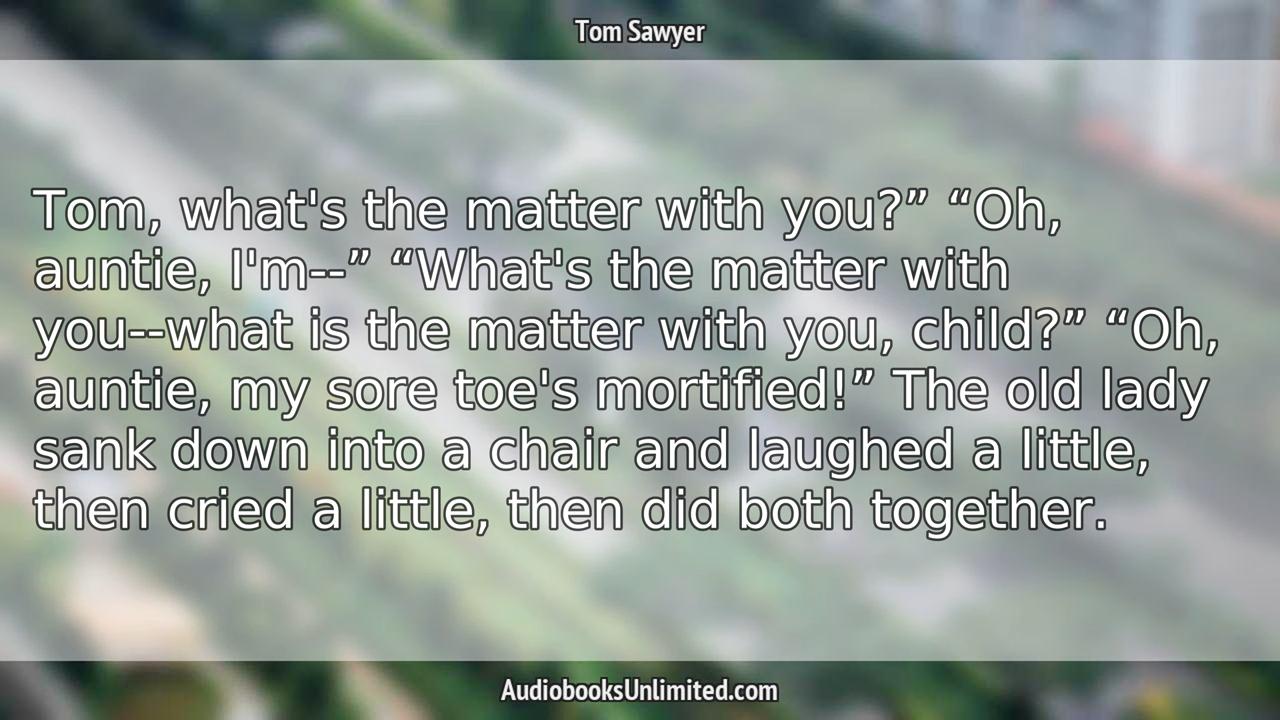 Tom Sawyer
Tom, what's the matter with you?” “Oh,
auntie, I'm--” “What's the matter with
you--what is the matter with you, child?” “Oh,
auntie, my sore toe's mortified!” The old lady
sank down into a chair and laughed a little,
then cried a little, then did both together.
AudiobooksUnlimited.com